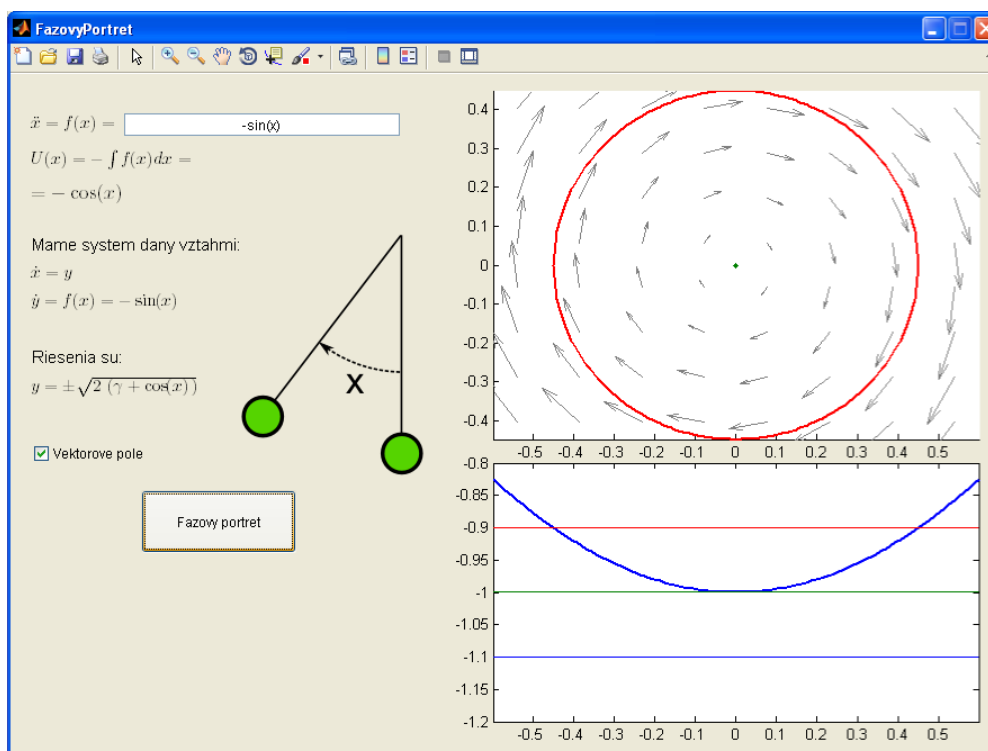 FazovyPortret
ẍ = f(x) = -sin(x)
U(x) = − ∫ f(x)dx =
= − cos(x)
Mame system dany vztahmi:
ẋ = y
ẏ = f(x) = − sin(x)
Riesenia su:
y = ±√2 (γ + cos(x))
Vektorove pole
Fazovy portret
X
0.4
0.3
0.2
0.1
0
-0.1
-0.2
-0.3
-0.4
-0.5 -0.4 -0.3 -0.2 -0.1 0 0.1 0.2 0.3 0.4 0.5
-0.8
-0.85
-0.9
-0.95
-1
-1.05
-1.1
-1.15
-1.2
-0.5 -0.4 -0.3 -0.2 -0.1 0 0.1 0.2 0.3 0.4 0.5